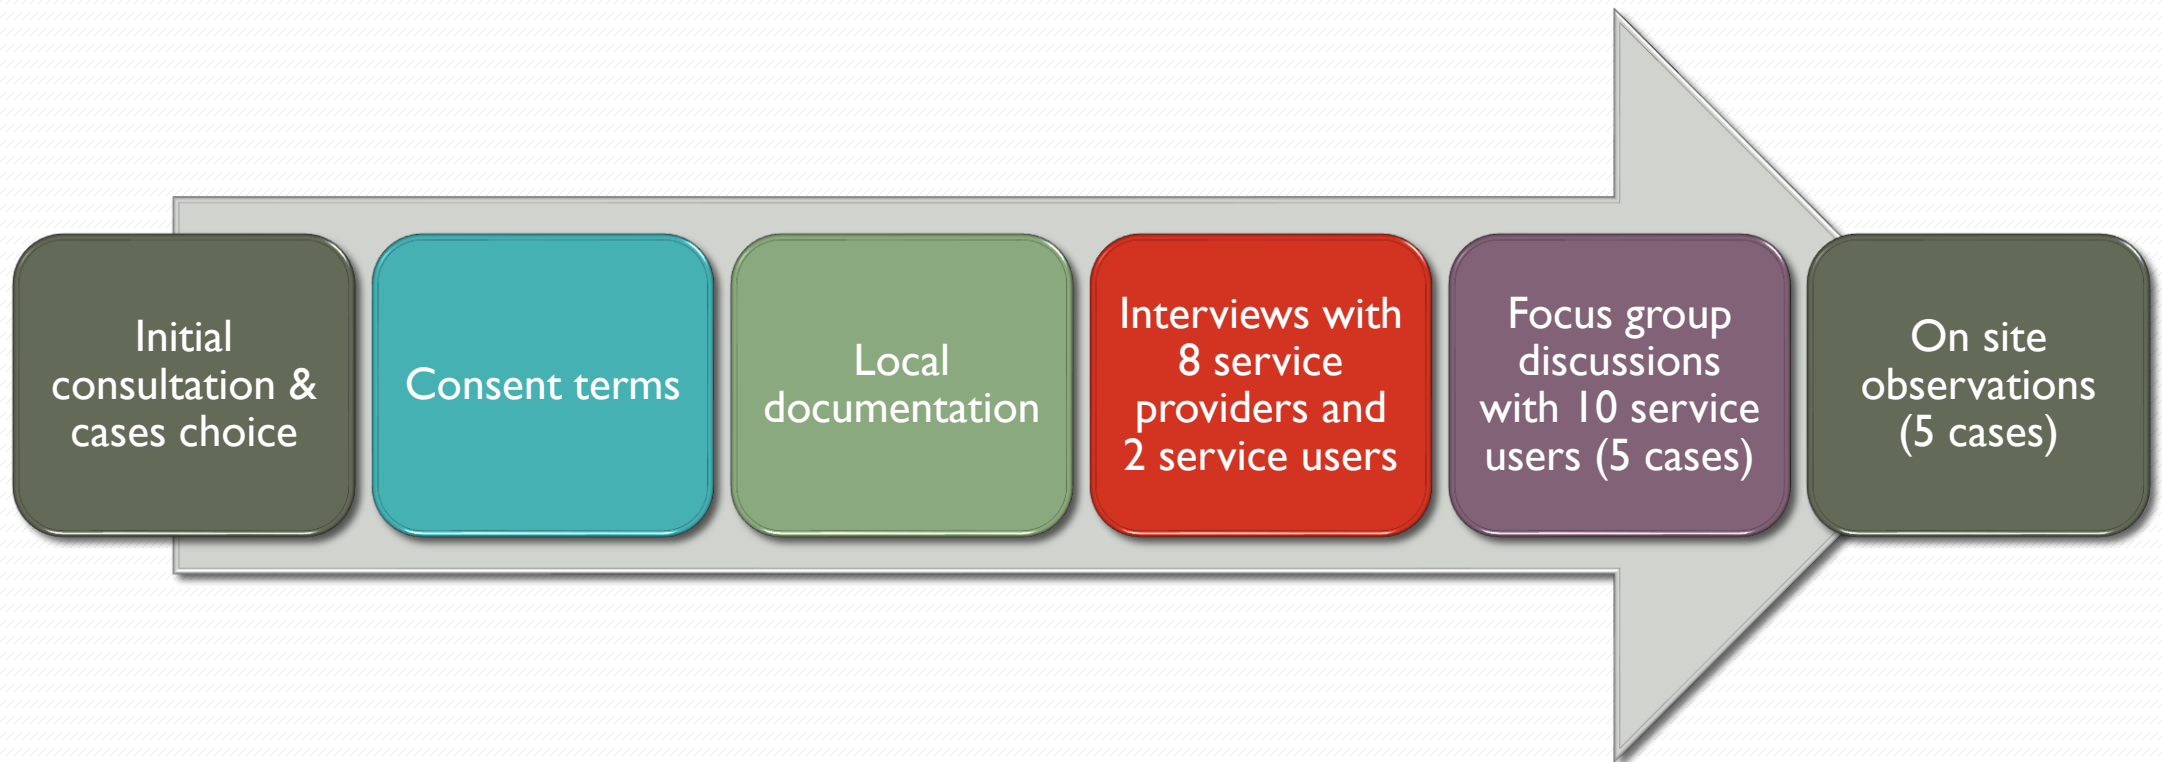 Initial
consultation &
cases choice
Consent terms
Local
documentation
Interviews with
8 service
providers and
2 service users
Focus group
discussions
with 10 service
users (5 cases)
On site
observations
(5 cases)